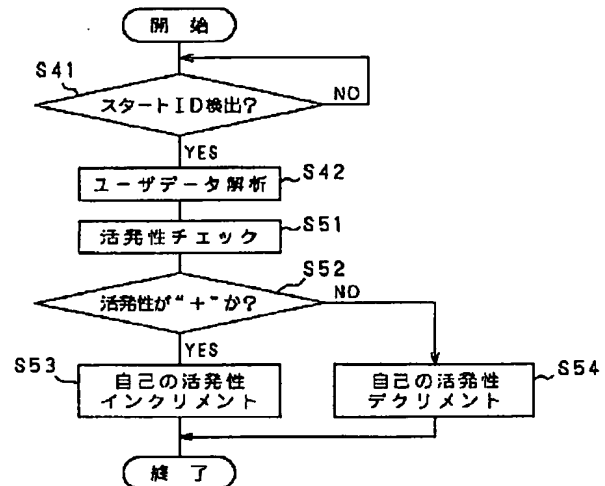 開始
S41
スタートID検出?
NO
YES
ユーザデータ解析
S42
活発性チェック
S51
S52
活発性が"+"か?
NO
YES
S53
自己の活発性
インクリメント
自己の活発性
デクリメント
S54
終了